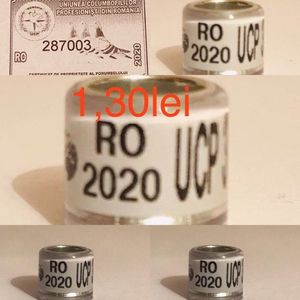 UNIUNEA COLUMBOFILILOR
PROFESIONIȘTI DIN ROMÂNIA
287003
RO
2020
CERTIFICAT DE PROPRIETATE AL PORUMBELULUI
RO
2020 UCP
1,30lei
RO
2020 UCP
RO
2020 UCP
RO
2020 UCP